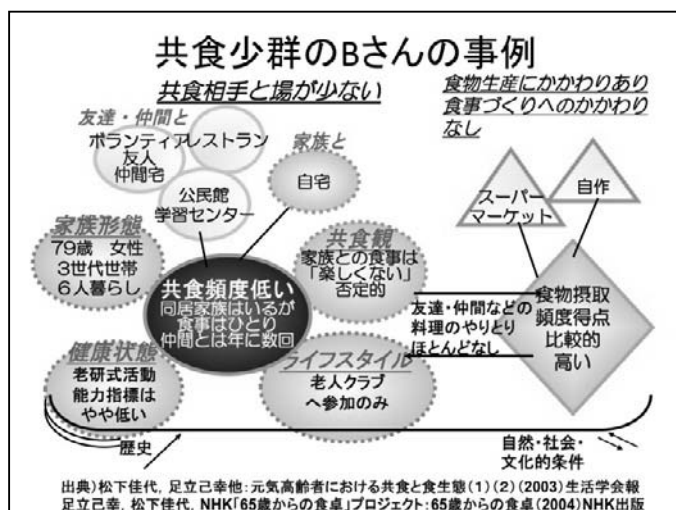 共食少群のBさんの事例
共食相手と場が少ない
食物生産にかかわりあり
食事づくりへのかかわり
なし
友達・仲間と
ボランティア
友人
仲間宅
レストラン
公民館
学習センター
家族と
自宅
スーパー
マーケット
自作
家族形態
79歳 女性
3世代世帯
6人暮らし
共食頻度低い
同居家族はいるが
食事はひとり
仲間とは年に数回
共食観
家族との食事は
「楽しくない」
否定的
友達・仲間などの
料理のやりとり
ほとんどなし
食物摂取
頻度得点
比較的
高い
健康状態
老研式活動
能力指標は
やや低い
ライフスタイル
老人クラブ
へ参加のみ
歴史
自然・社会・
文化的条件
出典)松下佳代, 足立己幸他:元気高齢者における共食と食生態(1)(2)(2003)生活学会報
足立己幸, 松下佳代, NHK「65歳からの食卓」プロジェクト:65歳からの食卓(2004)NHK出版